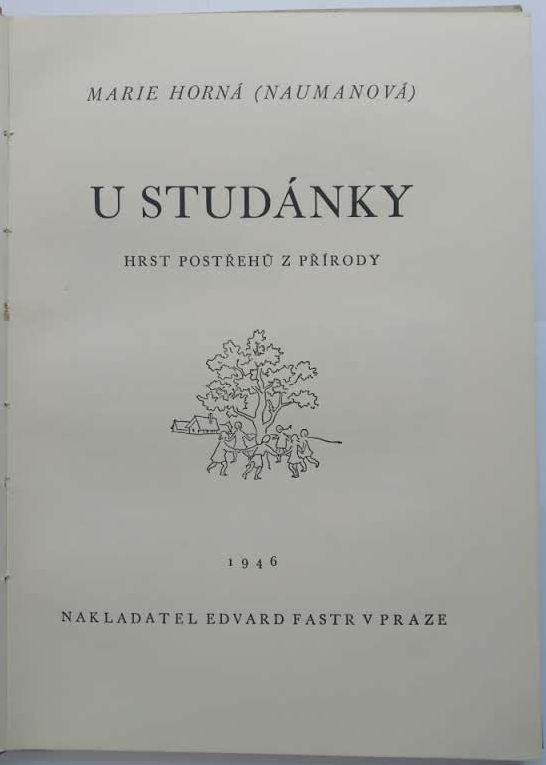 MARIE HORNÁ (NAUMANOVÁ)
U STUDÁNKY
HRST POSTŘEHŮ Z PŘÍRODY
1946
NAKLADATEL EDVARD FASTR V PRAZE